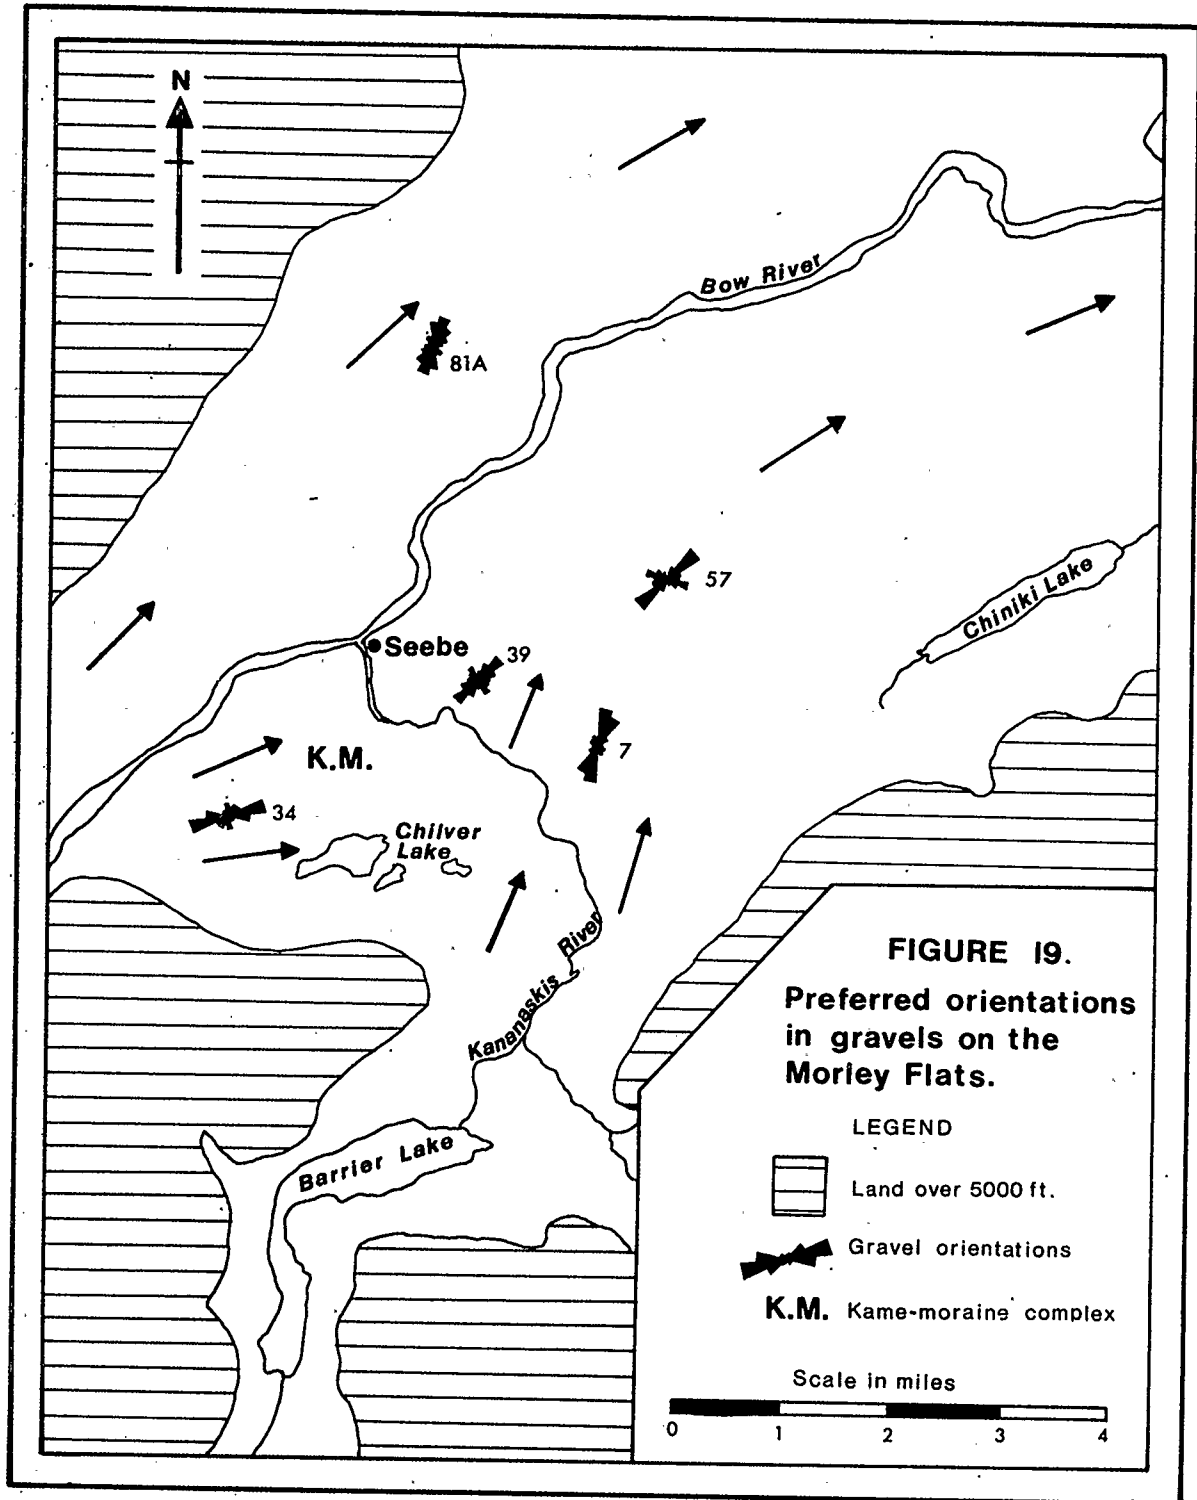 N
Bow River
81A
57
Chiniki Lake
Seebe
39
7
K.M.
34
Chilver
Lake
Kananaskis River
Barrier Lake
FIGURE 19.
Preferred orientations
in gravels on the
Morley Flats.
LEGEND
Land over 5000 ft.
Gravel orientations
K.M. Kame-moraine complex
Scale in miles
0 1 2 3 4